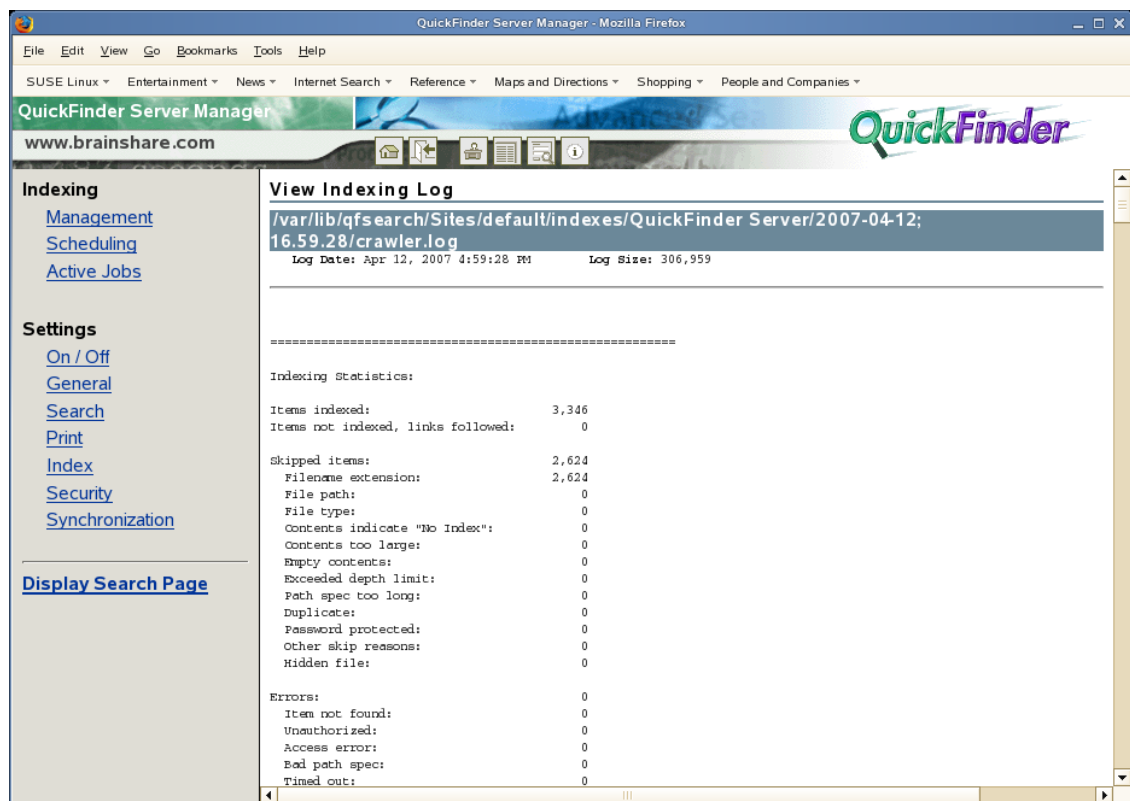 QuickFinder Server Manager - Mozilla Firefox
File Edit View Go Bookmarks Tools Help
SUSE Linux Entertainment News Internet Search Reference Maps and Directions Shopping People and Companies
QuickFinder Server Manager
www.brainshare.com
Advanced Sea
QuickFinder
Indexing
Management
Scheduling
Active Jobs
Settings
On / Off
General
Search
Print
Index
Security
Synchronization
Display Search Page
View Indexing Log
/var/lib/qfsearch/Sites/default/indexes/QuickFinder Server/2007-04-12;
16.59.28/crawler.log
Log Date: Apr 12, 2007 4:59:28 PM Log Size: 306,959
========================================================
Indexing Statistics:
Items indexed: 3,346
Items not indexed, links followed: 0
Skipped items: 2,624
Filename extension: 2,624
File path: 0
File type: 0
Contents indicate "No Index": 0
Contents too large: 0
Empty contents: 0
Exceeded depth limit: 0
Path spec too long: 0
Duplicate: 0
Password protected: 0
Other skip reasons: 0
Hidden file: 0
Errors: 0
Item not found: 0
Unauthorized: 0
Access error: 0
Bad path spec: 0
Timed out: 0